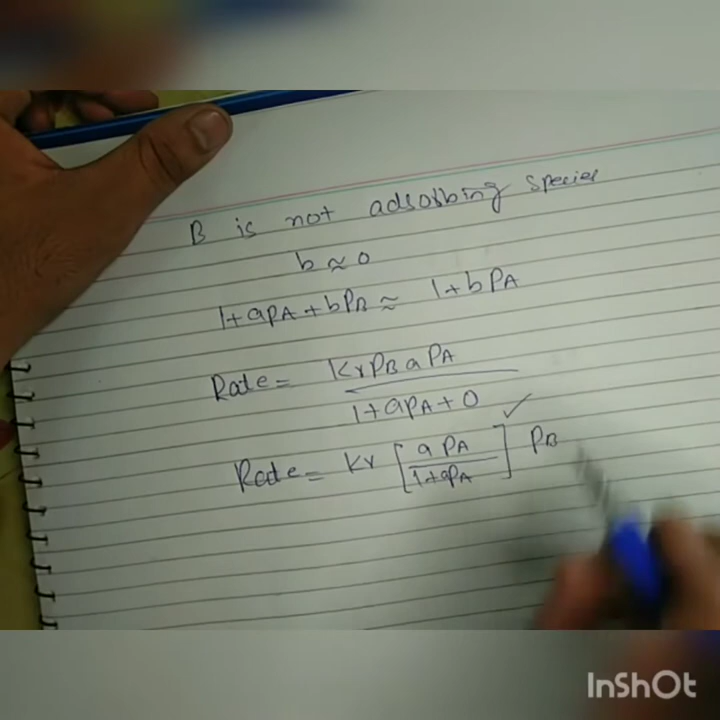 B is not adsorbing species
b ≈ 0
1+aPA+bPB ≈ 1+bPA
Rate = KrPBaPA / 1+aPA+0 ✓
Rate = Kr [aPA / 1+aPA] PB
InShOt